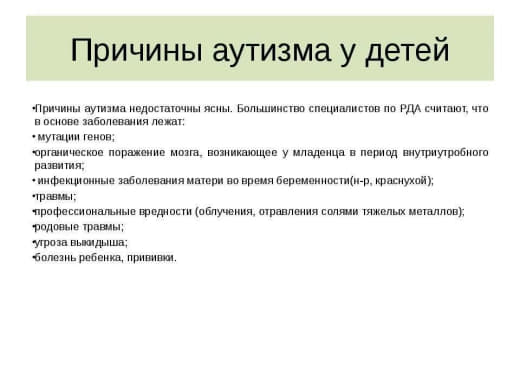 Причины аутизма у детей
•Причины аутизма недостаточны ясны. Большинство специалистов по РДА считают, что
в основе заболевания лежат:
• мутации генов;
•органическое поражение мозга, возникающее у младенца в период внутриутробного
развития;
• инфекционные заболевания матери во время беременности(н-р, краснухой);
•травмы;
•профессиональные вредности (облучения, отравления солями тяжелых металлов);
•родовые травмы;
•угроза выкидыша;
•болезнь ребенка, прививки.